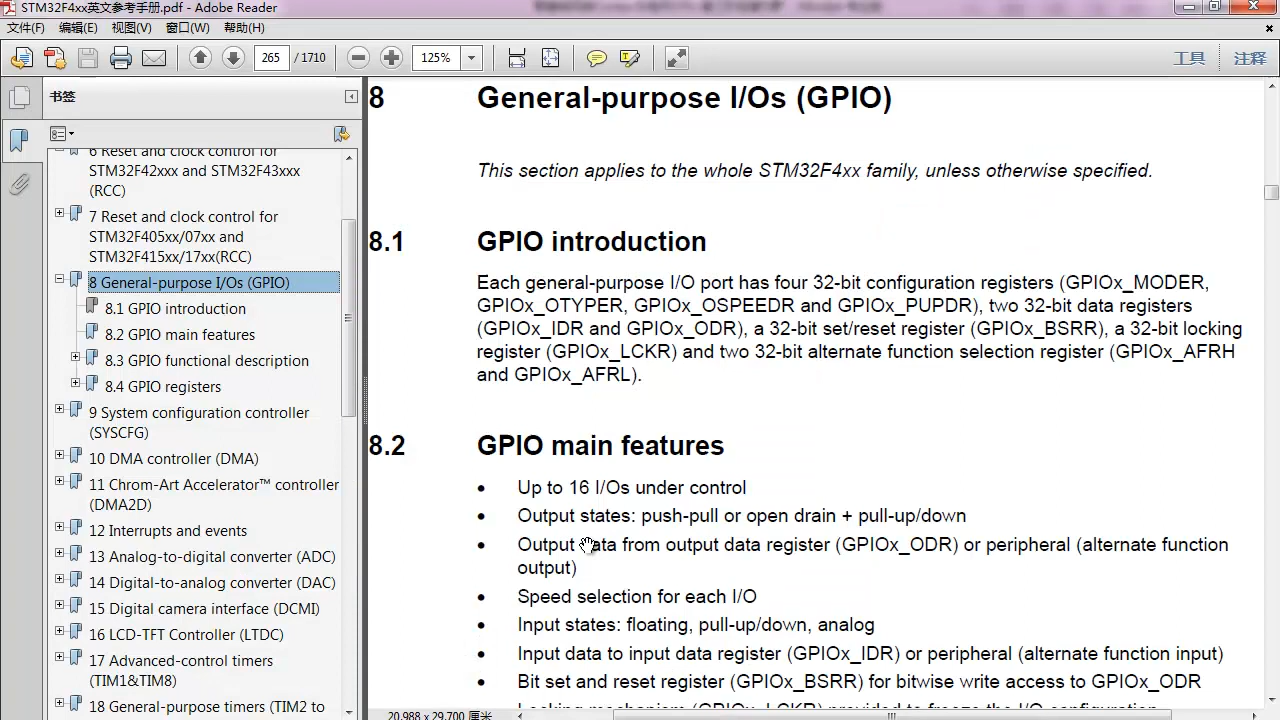 STM32F4xx英文参考手册.pdf - Adobe Reader
文件(F) 编辑(E) 视图(V) 窗口(W) 帮助(H)
265 / 1710 125% 工具 注释
书签
6 Reset and clock control for
STM32F42xxx and STM32F43xxx
(RCC)
7 Reset and clock control for
STM32F405xx/07xx and
STM32F415xx/17xx(RCC)
8 General-purpose I/Os (GPIO)
8.1 GPIO introduction
8.2 GPIO main features
8.3 GPIO functional description
8.4 GPIO registers
9 System configuration controller
(SYSCFG)
10 DMA controller (DMA)
11 Chrom-Art Accelerator™ controller
(DMA2D)
12 Interrupts and events
13 Analog-to-digital converter (ADC)
14 Digital-to-analog converter (DAC)
15 Digital camera interface (DCMI)
16 LCD-TFT Controller (LTDC)
17 Advanced-control timers
(TIM1&TIM8)
18 General-purpose timers (TIM2 to
8 General-purpose I/Os (GPIO)
This section applies to the whole STM32F4xx family, unless otherwise specified.
8.1 GPIO introduction
Each general-purpose I/O port has four 32-bit configuration registers (GPIOx_MODER,
GPIOx_OTYPER, GPIOx_OSPEEDR and GPIOx_PUPDR), two 32-bit data registers
(GPIOx_IDR and GPIOx_ODR), a 32-bit set/reset register (GPIOx_BSRR), a 32-bit locking
register (GPIOx_LCKR) and two 32-bit alternate function selection register (GPIOx_AFRH
and GPIOx_AFRL).
8.2 GPIO main features
• Up to 16 I/Os under control
• Output states: push-pull or open drain + pull-up/down
• Output data from output data register (GPIOx_ODR) or peripheral (alternate function
output)
• Speed selection for each I/O
• Input states: floating, pull-up/down, analog
• Input data to input data register (GPIOx_IDR) or peripheral (alternate function input)
• Bit set and reset register (GPIOx_BSRR) for bitwise write access to GPIOx_ODR
Locking mechanism (GPIOx_LCKR) provided to freeze the I/O configuration
20.988 x 29.700 厘米